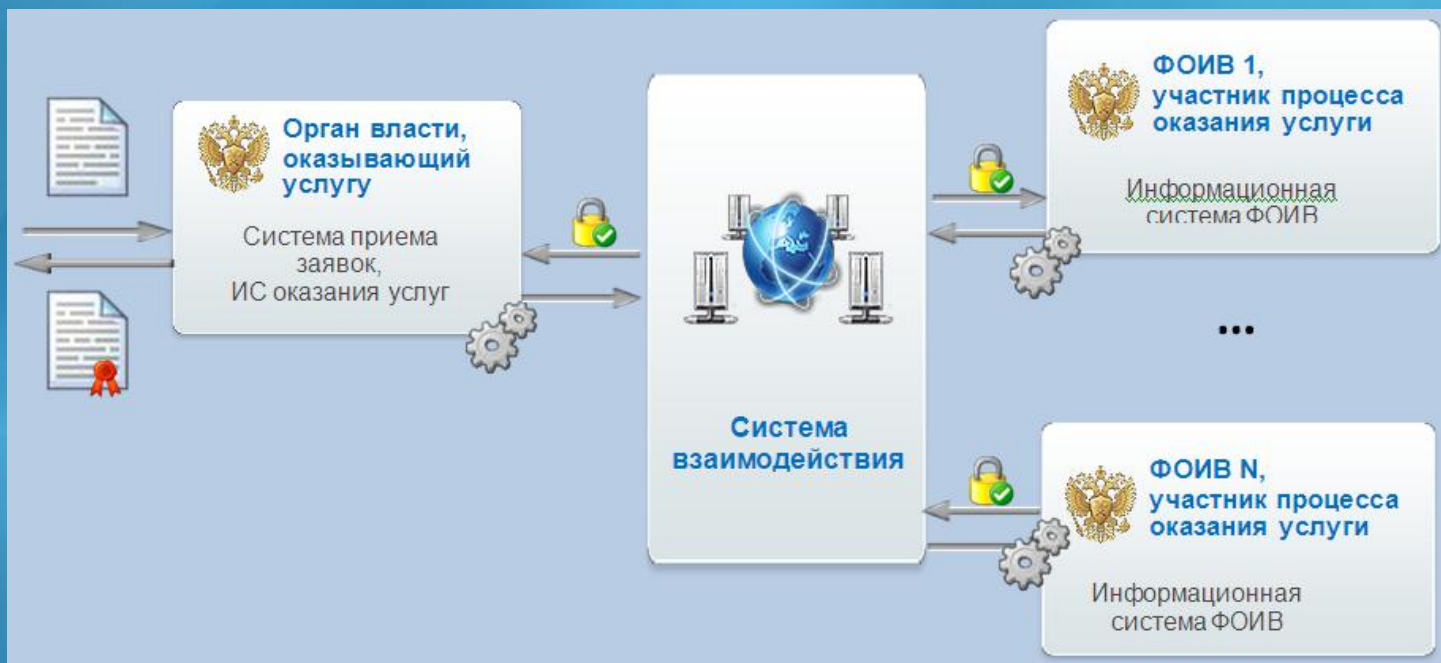 Орган власти,
оказывающий
услугу
Система приема
заявок,
ИС оказания услуг
Система
взаимодействия
ФОИВ 1,
участник процесса
оказания услуги
Информационная
система ФОИВ
...
ФОИВ N,
участник процесса
оказания услуги
Информационная
система ФОИВ